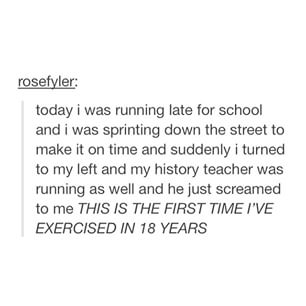 rosefyler:
today i was running late for school
and i was sprinting down the street to
make it on time and suddenly i turned
to my left and my history teacher was
running as well and he just screamed
to me THIS IS THE FIRST TIME I'VE
EXERCISED IN 18 YEARS